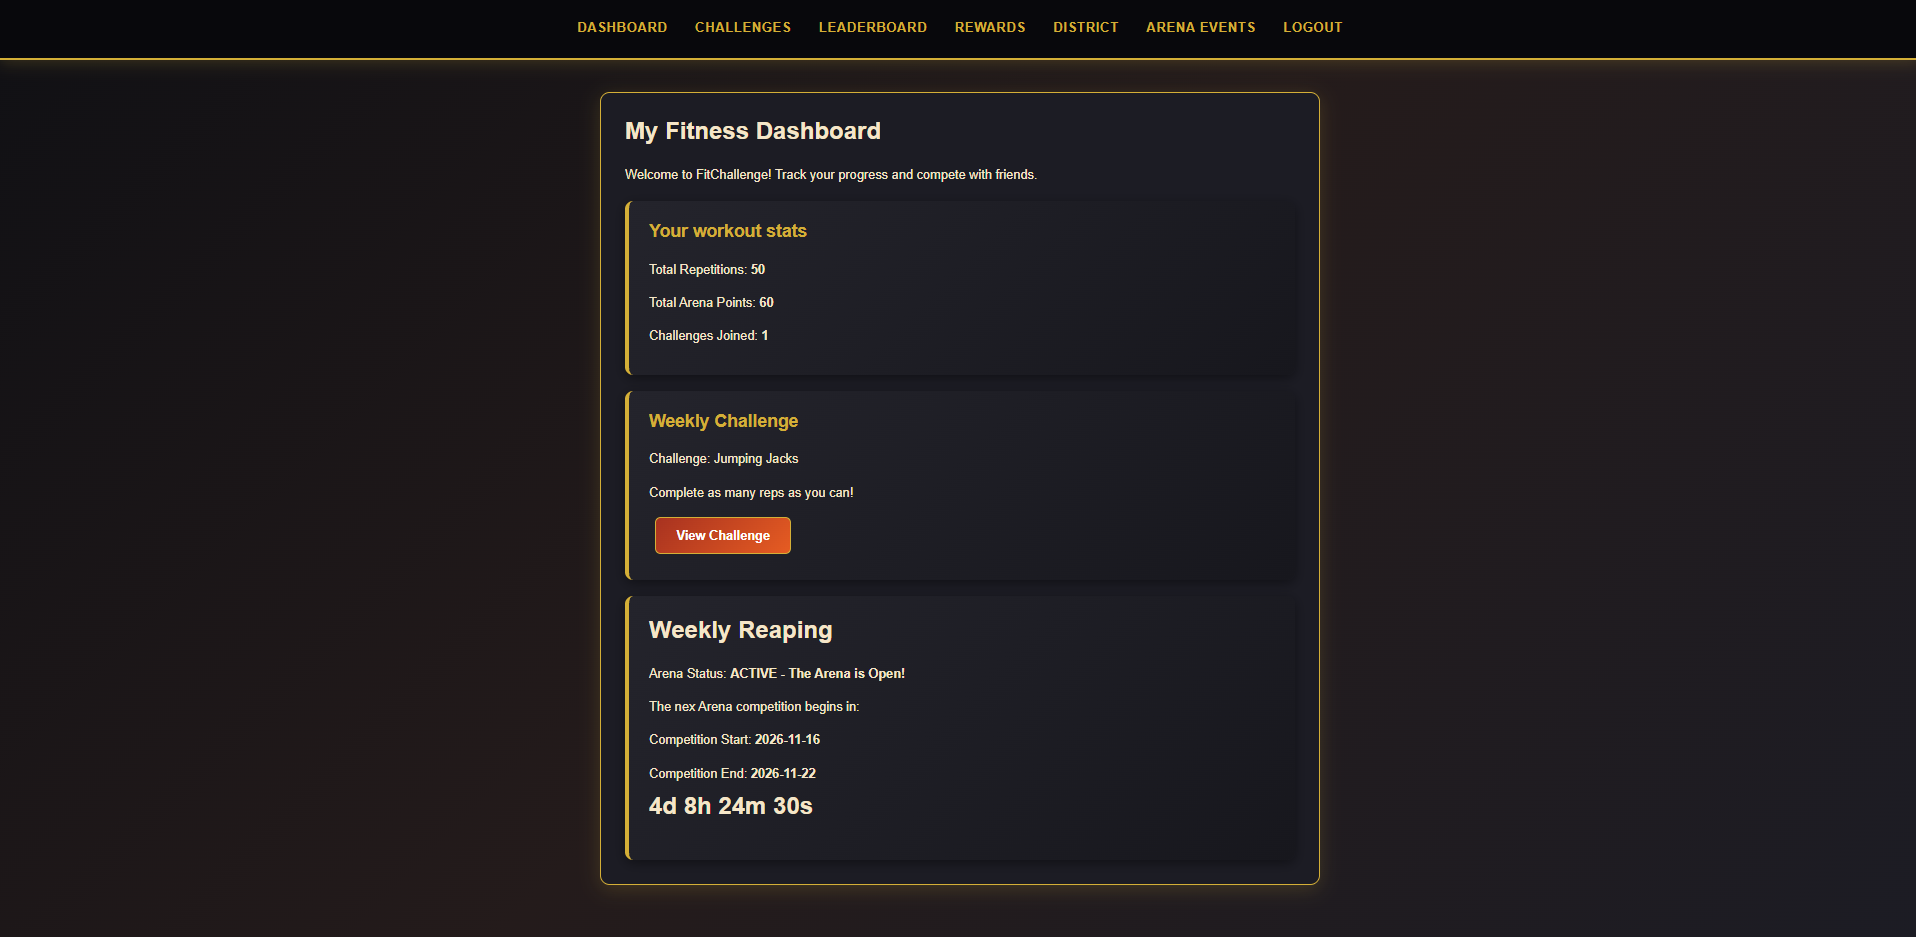 DASHBOARD CHALLENGES LEADERBOARD REWARDS DISTRICT ARENA EVENTS LOGOUT
My Fitness Dashboard
Welcome to FitChallenge! Track your progress and compete with friends.
Your workout stats
Total Repetitions: 50
Total Arena Points: 60
Challenges Joined: 1
Weekly Challenge
Challenge: Jumping Jacks
Complete as many reps as you can!
View Challenge
Weekly Reaping
Arena Status: ACTIVE - The Arena is Open!
The nex Arena competition begins in:
Competition Start: 2026-11-16
Competition End: 2026-11-22
4d 8h 24m 30s